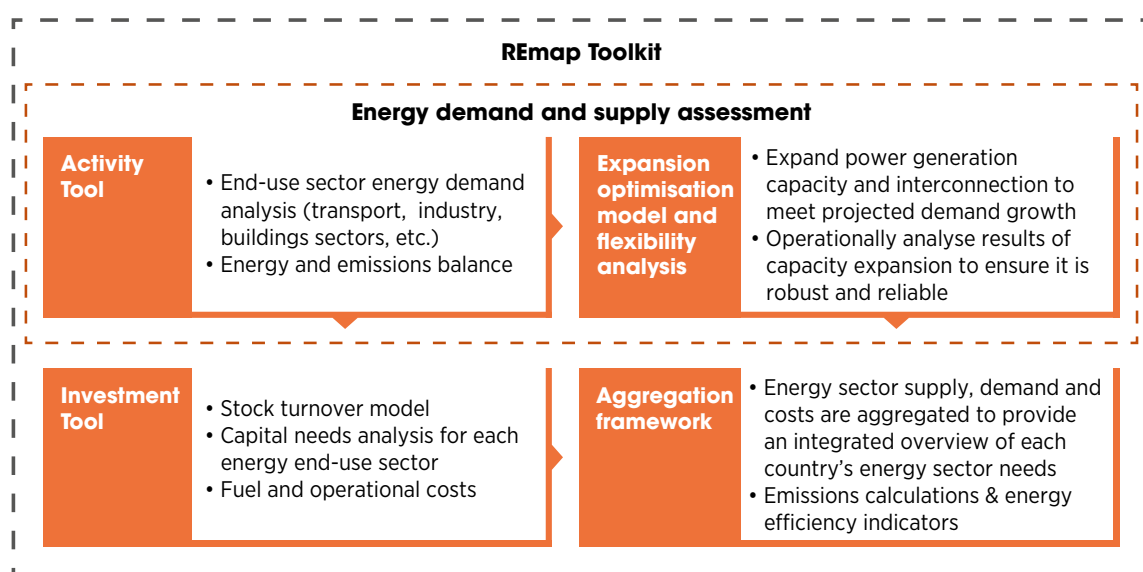 REmap Toolkit
Energy demand and supply assessment
Activity
Tool
• End-use sector energy demand
analysis (transport, industry,
buildings sectors, etc.)
• Energy and emissions balance
Expansion
optimisation
model and
flexibility
analysis
• Expand power generation
capacity and interconnection to
meet projected demand growth
• Operationally analyse results of
capacity expansion to ensure it is
robust and reliable
Investment
Tool
• Stock turnover model
• Capital needs analysis for each
energy end-use sector
• Fuel and operational costs
Aggregation
framework
• Energy sector supply, demand and
costs are aggregated to provide
an integrated overview of each
country's energy sector needs
• Emissions calculations & energy
efficiency indicators